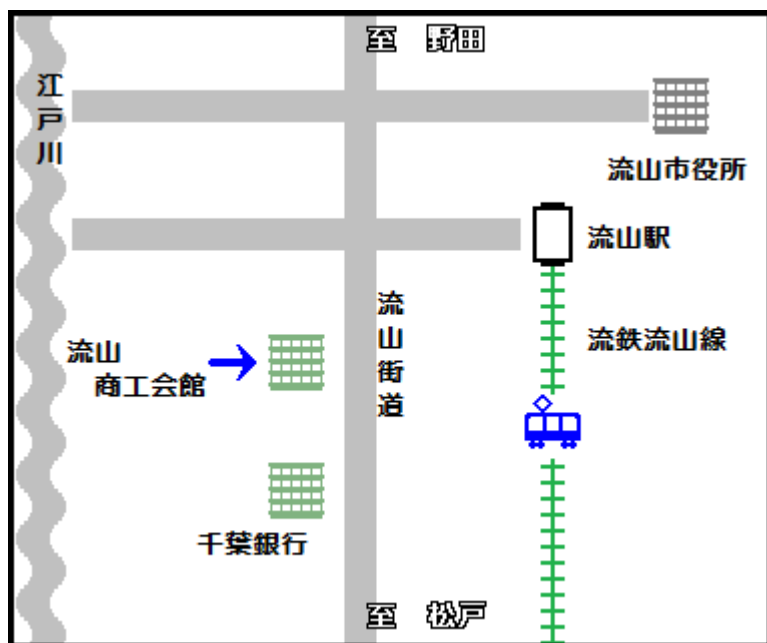 至 野田
江戸川
流山市役所
流山駅
流山街道
流鉄流山線
流山
商工会館
千葉銀行
至 松戸